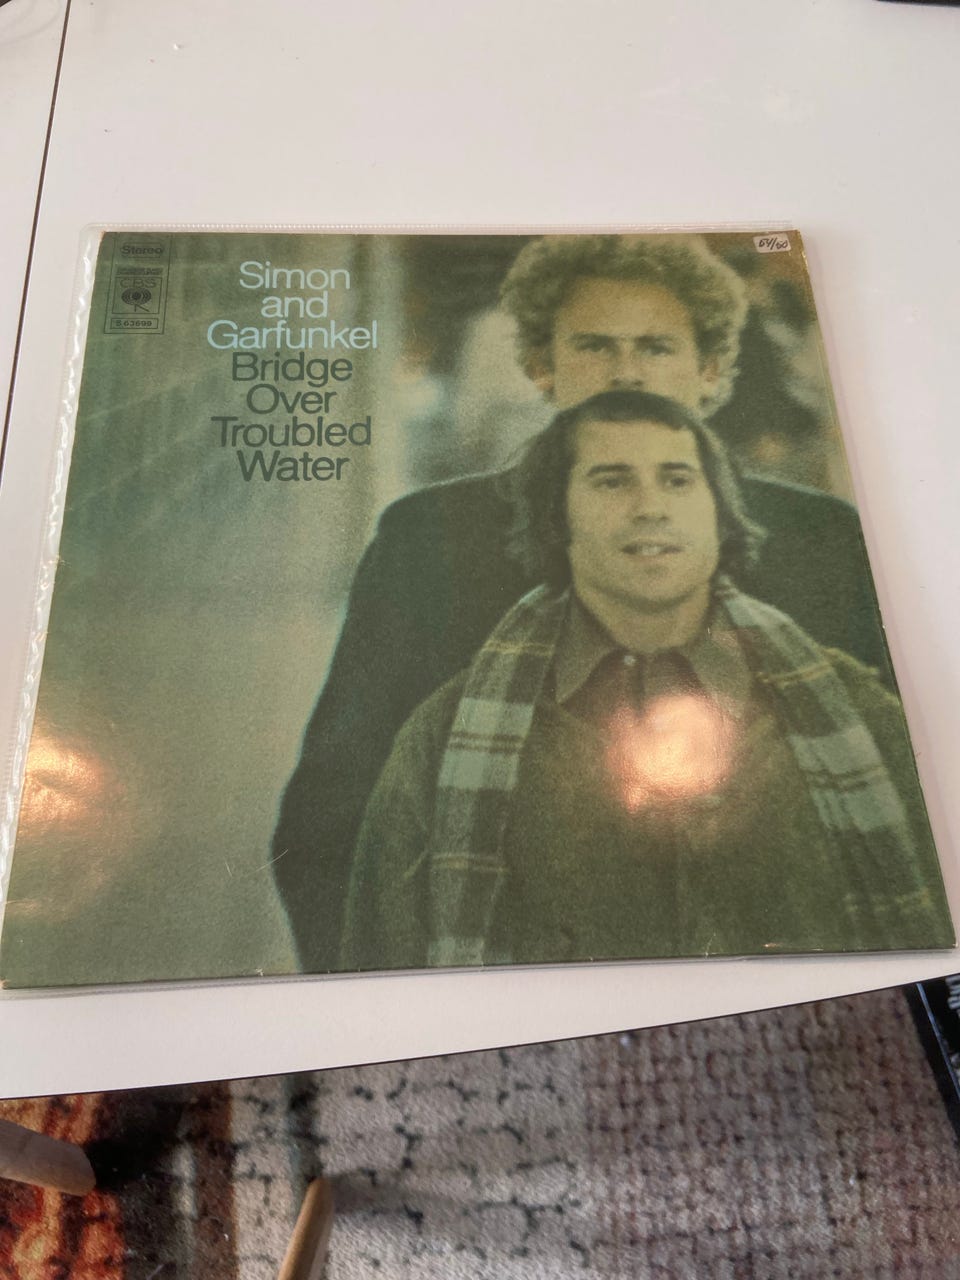 Stereo
CBS
S 63699
Simon
and
Garfunkel
Bridge
Over
Troubled
Water